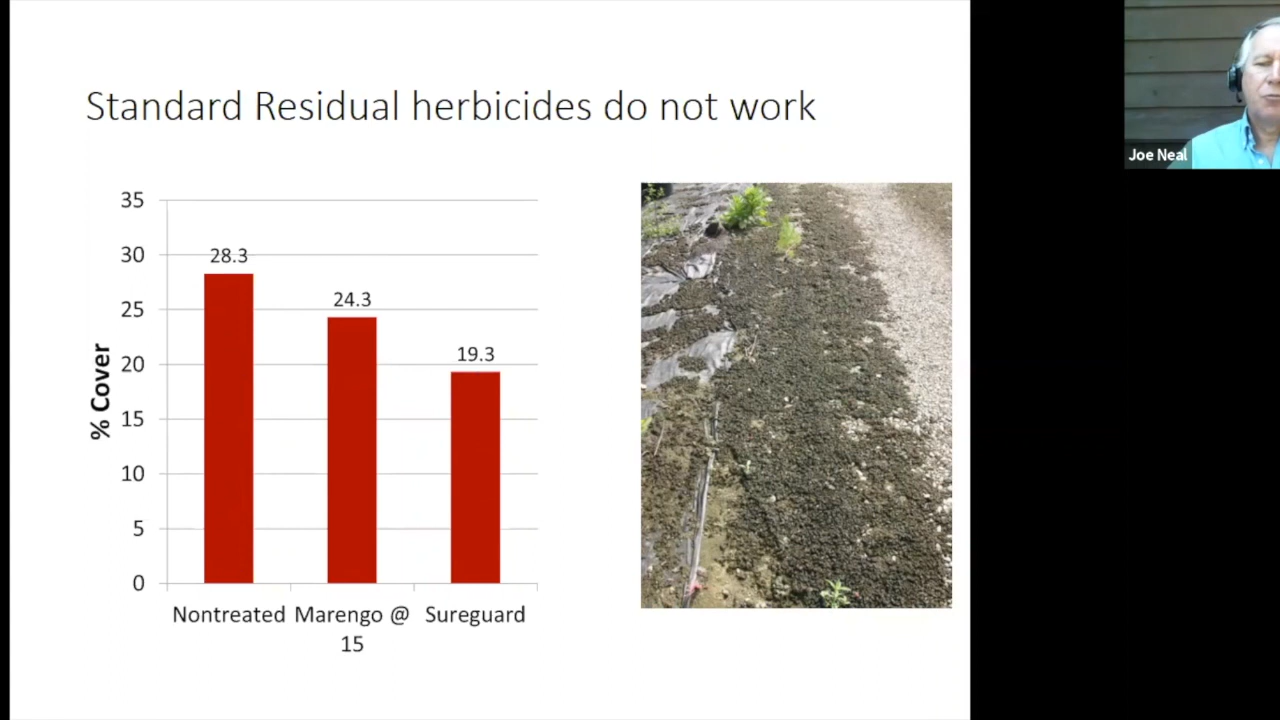 Standard Residual herbicides do not work
Joe Neal
% Cover
35
30
25
20
15
10
5
0
28.3
24.3
19.3
Nontreated
Marengo @
15
Sureguard